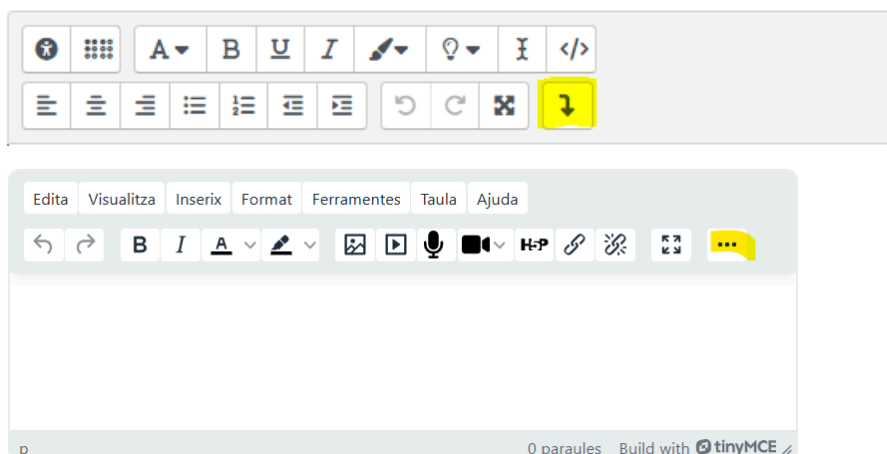 A B U I </>
Edita Visualitza Inserix Format Ferramentes Taula Ajuda
B I A H-P
p 0 paraules Build with tinyMCE